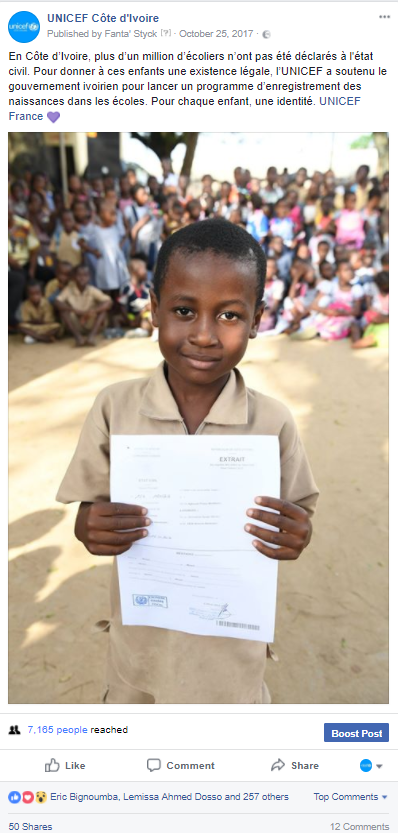 unicef
UNICEF Côte d'Ivoire
Published by Fanta' Styck [?] · October 25, 2017 ·
En Côte d'Ivoire, plus d'un million d'écoliers n'ont pas été déclarés à l'état
civil. Pour donner à ces enfants une existence légale, l'UNICEF a soutenu le
gouvernement ivoirien pour lancer un programme d'enregistrement des
naissances dans les écoles. Pour chaque enfant, une identité. UNICEF
France
EXTRAIT
7,165 people reached
Boost Post
Like
Comment
Share
Eric Bignoumba, Lemissa Ahmed Dosso and 257 others
Top Comments
50 Shares
12 Comments